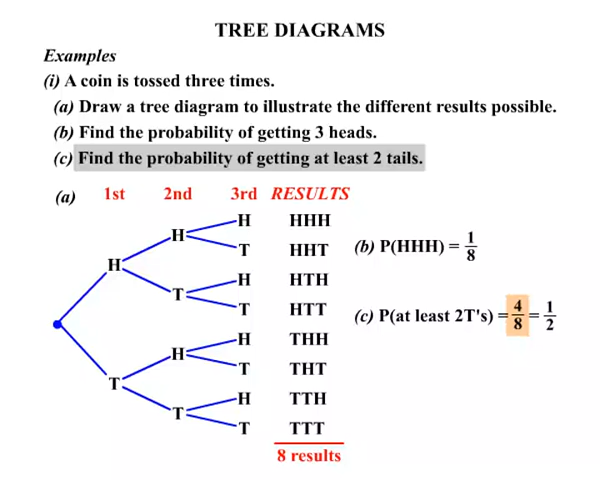 TREE DIAGRAMS
Examples
(i) A coin is tossed three times.
(a) Draw a tree diagram to illustrate the different results possible.
(b) Find the probability of getting 3 heads.
(c) Find the probability of getting at least 2 tails.
(a) 1st 2nd 3rd RESULTS
H HHH
H
T HHT
(b) P(HHH) = 1/8
H
H HTH
T
T HTT
(c) P(at least 2T's) = 4/8 = 1/2
H THH
H
T THT
T
H TTH
T
T TTT
8 results